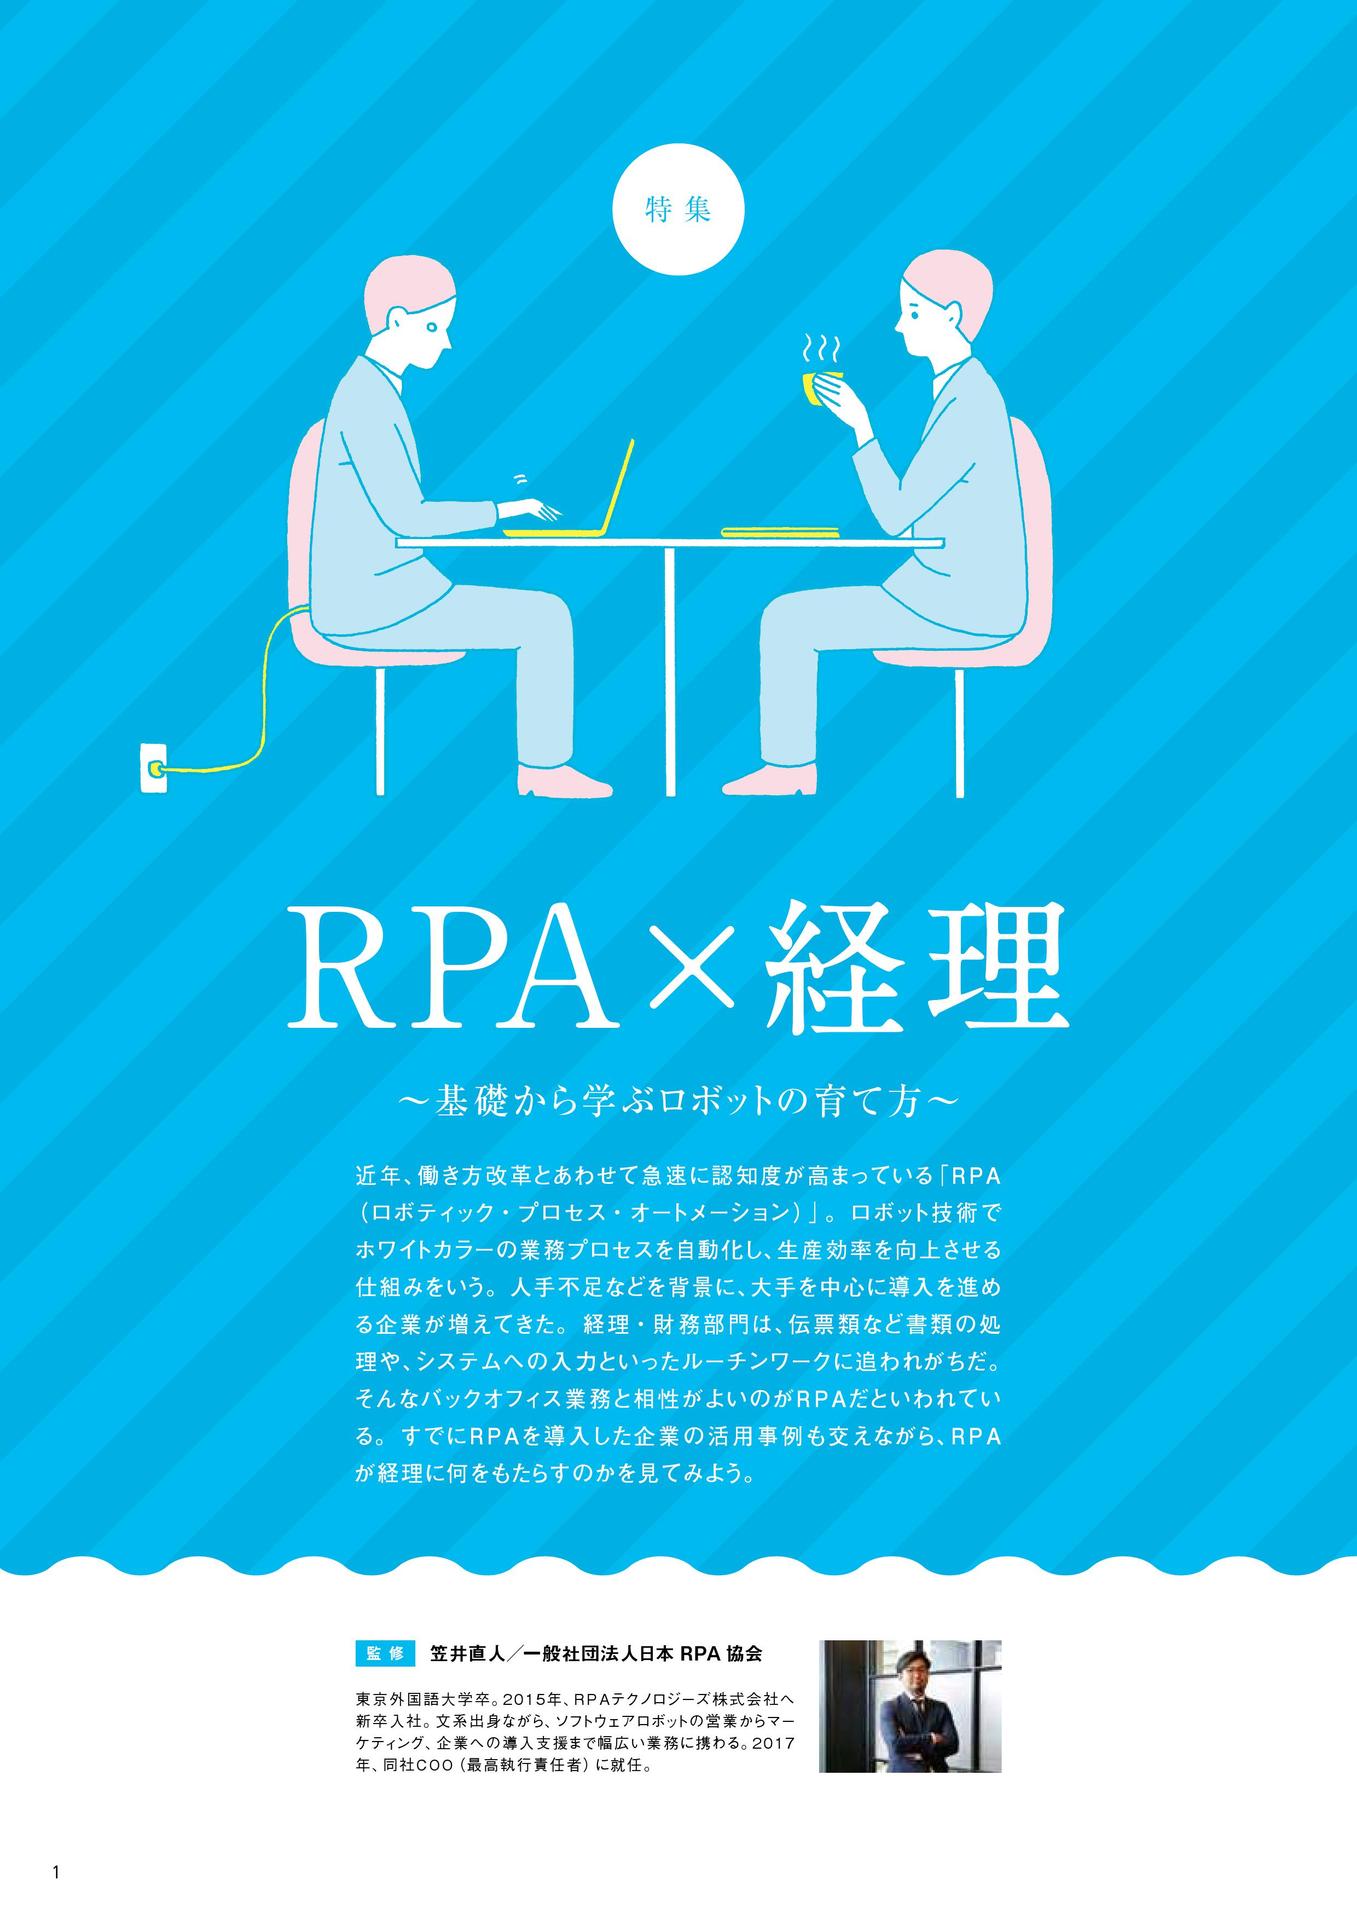 特集
RPA×経理
～基礎から学ぶロボットの育て方～
近年、働き方改革とあわせて急速に認知度が高まっている「RPA
（ロボティック・プロセス・オートメーション）」。ロボット技術で
ホワイトカラーの業務プロセスを自動化し、生産効率を向上させる
仕組みをいう。人手不足などを背景に、大手を中心に導入を進め
る企業が増えてきた。経理・財務部門は、伝票類など書類の処
理や、システムへの入力といったルーチンワークに追われがちだ。
そんなバックオフィス業務と相性がよいのがRPAだといわれてい
る。すでにRPAを導入した企業の活用事例も交えながら、RPA
が経理に何をもたらすのかを見てみよう。
監修 笠井直人／一般社団法人日本 RPA 協会
東京外国語大学卒。2015年、RPAテクノロジーズ株式会社へ
新卒入社。文系出身ながら、ソフトウェアロボットの営業からマー
ケティング、企業への導入支援まで幅広い業務に携わる。2017
年、同社COO（最高執行責任者）に就任。
1